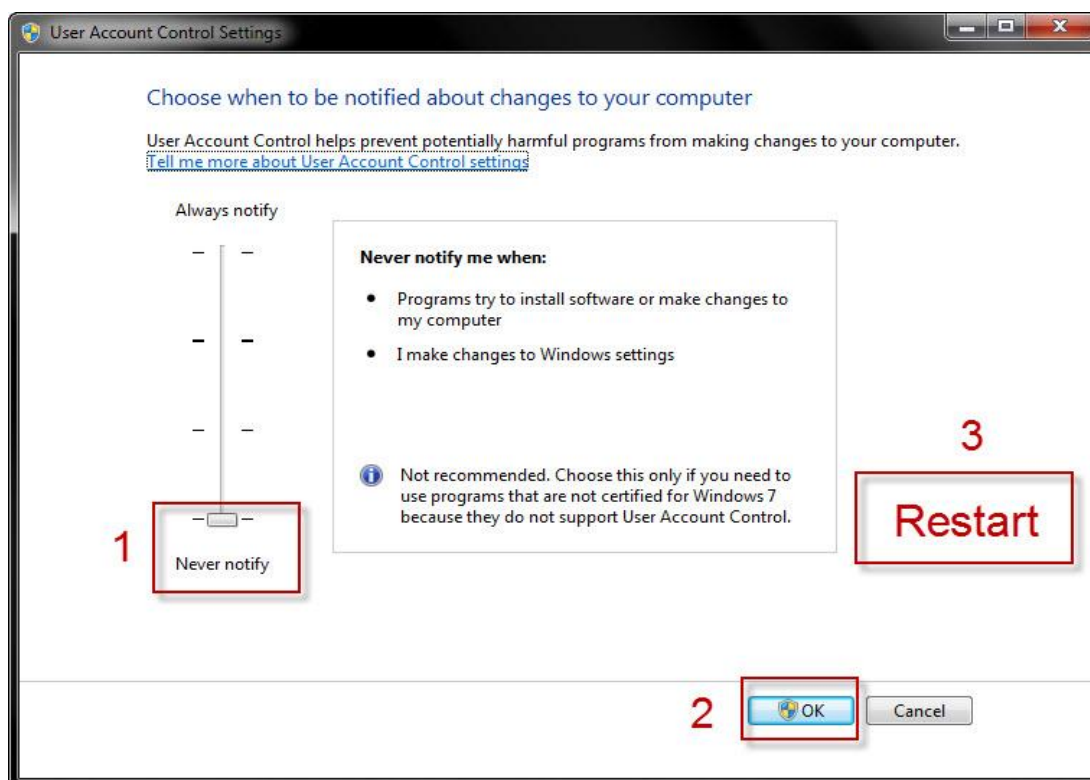 User Account Control Settings
Choose when to be notified about changes to your computer
User Account Control helps prevent potentially harmful programs from making changes to your computer.
Tell me more about User Account Control settings
Always notify
Never notify me when:
• Programs try to install software or make changes to
my computer
• I make changes to Windows settings
3
Not recommended. Choose this only if you need to
use programs that are not certified for Windows 7
because they do not support User Account Control.
Restart
1
Never notify
2
OK
Cancel